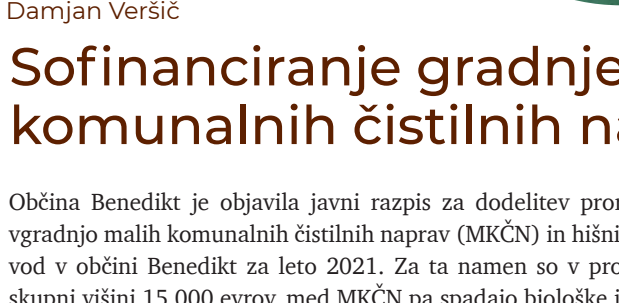 Damjan Veršič
Sofinanciranje gradnje
komunalnih čistilnih
Občina Benedikt je objavila javni razpis za dodelitev
vgradnjo malih komunalnih čistilnih naprav (MKČN) in
vod v občini Benedikt za leto 2021. Za ta namen so v
skupni višini 15.000 evrov, med MKČN pa spadajo biološke